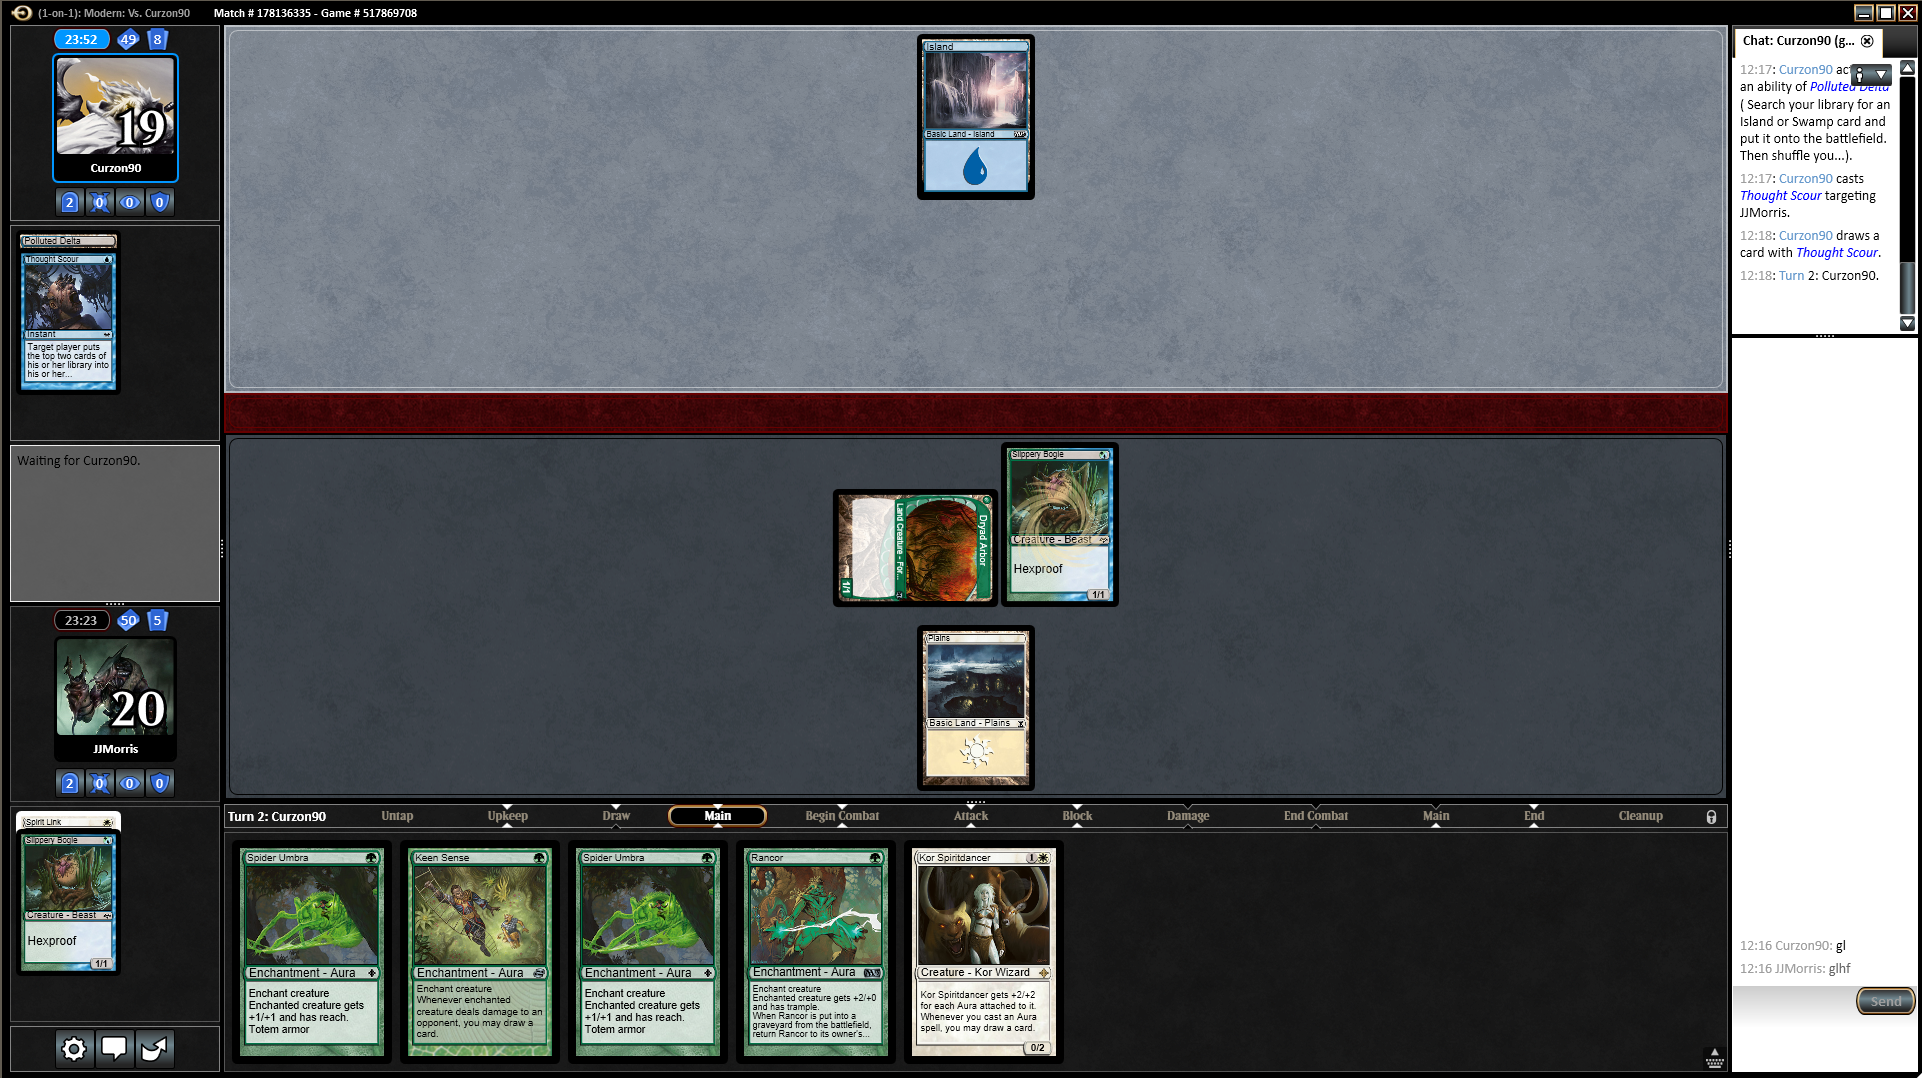 (1-on-1): Modern: Vs. Curzon90
Match # 178136335 - Game # 517869708
23:52
49
8
19
Curzon90
2
0
0
0
Polluted Delta
Thought Scour
Instant
Target player puts
the top two cards of
his or her library into
his or her...
Waiting for Curzon90.
23:23
50
5
20
JJMorris
2
0
0
0
Spirit Link
Slippery Bogle
Creature - Beast
Hexproof
1/1
Island
Basic Land - Island
Dryad Arbor
Land Creature - For...
1/1
Slippery Bogle
Creature - Beast
Hexproof
1/1
Plains
Basic Land - Plains
Turn 2: Curzon90
Untap
Upkeep
Draw
Main
Begin Combat
Attack
Block
Damage
End Combat
Main
End
Cleanup
Spider Umbra
Enchantment - Aura
Enchant creature
Enchanted creature gets
+1/+1 and has reach.
Totem armor
Keen Sense
Enchantment - Aura
Enchant creature
Whenever enchanted
creature deals damage to an
opponent, you may draw a
card.
Spider Umbra
Enchantment - Aura
Enchant creature
Enchanted creature gets
+1/+1 and has reach.
Totem armor
Rancor
Enchantment - Aura
Enchant creature
Enchanted creature gets +2/+0
and has trample.
When Rancor is put into a
graveyard from the battlefield,
return Rancor to its owner's...
Kor Spiritdancer
1
Creature - Kor Wizard
Kor Spiritdancer gets +2/+2
for each Aura attached to it.
Whenever you cast an Aura
spell, you may draw a card.
0/2
Chat: Curzon90 (g...
12:17: Curzon90
an ability of Polluted Delta
( Search your library for an
Island or Swamp card and
put it onto the battlefield.
Then shuffle you...).
12:17: Curzon90 casts
Thought Scour targeting
JJMorris.
12:18: Curzon90 draws a
card with Thought Scour.
12:18: Turn 2: Curzon90.
12:16 Curzon90: gl
12:16 JJMorris: glhf
Send